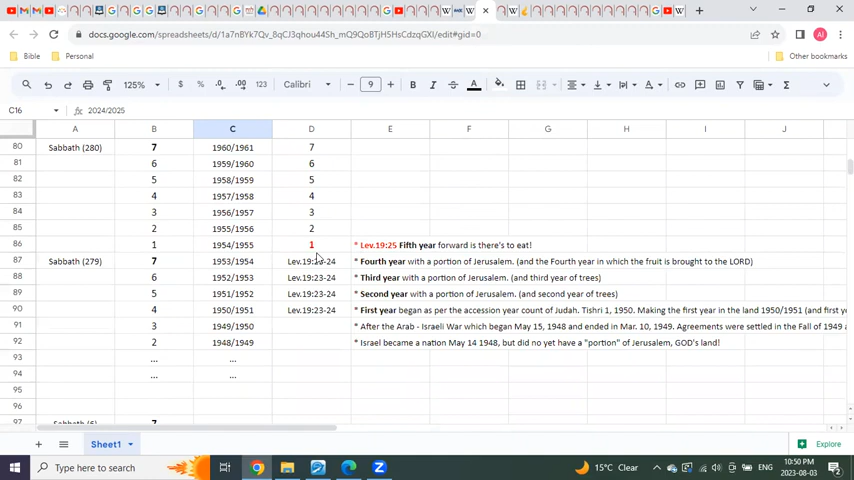 docs.google.com/spreadsheets/d/1a7nBYk7Qv_8qCJ3qhou44Sh_mQ9OBTjH5HsCdzqGXI/edit#gid=0
AI
Bible Personal Other bookmarks
125% $ % .0 .00 123 Calibri 9 B I A
C16 2024/2025
A B C D E F G H I J
80 Sabbath (280) 7 1960/1961 7
81 6 1959/1960 6
82 5 1958/1959 5
83 4 1957/1958 4
84 3 1956/1957 3
85 2 1955/1956 2
86 1 1954/1955 1 * Lev.19:25 Fifth year forward is there's to eat!
87 Sabbath (279) 7 1953/1954 Lev.19:23-24 * Fourth year with a portion of Jerusalem. (and the Fourth year in which the fruit is brought to the LORD)
88 6 1952/1953 Lev.19:23-24 * Third year with a portion of Jerusalem. (and third year of trees)
89 5 1951/1952 Lev.19:23-24 * Second year with a portion of Jerusalem. (and second year of trees)
90 4 1950/1951 Lev.19:23-24 * First year began as per the accession year count of Judah. Tishri 1, 1950. Making the first year in the land 1950/1951 (and first y
91 3 1949/1950 * After the Arab - Israeli War which began May 15, 1948 and ended in Mar. 10, 1949. Agreements were settled in the Fall of 1949 a
92 2 1948/1949 * Israel became a nation May 14 1948, but did no yet have a "portion" of Jerusalem, GOD's land!
93 ... ...
94 ... ...
95
96
97 Sabbath (6) 7
Sheet1 Explore
Type here to search 15°C Clear ENG 10:50 PM 2023-08-03 2